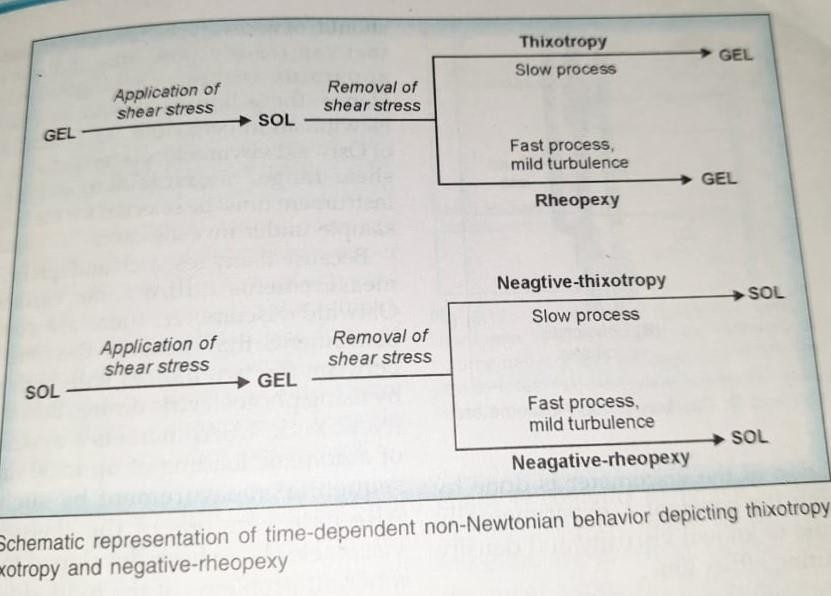 Thixotropy
GEL
Slow process
Application of
shear stress
Removal of
shear stress
GEL
SOL
Fast process,
mild turbulence
GEL
Rheopexy
Neagtive-thixotropy
SOL
Slow process
Application of
shear stress
Removal of
shear stress
SOL
GEL
Fast process,
mild turbulence
SOL
Neagative-rheopexy
Schematic representation of time-dependent non-Newtonian behavior depicting thixotropy
xotropy and negative-rheopexy